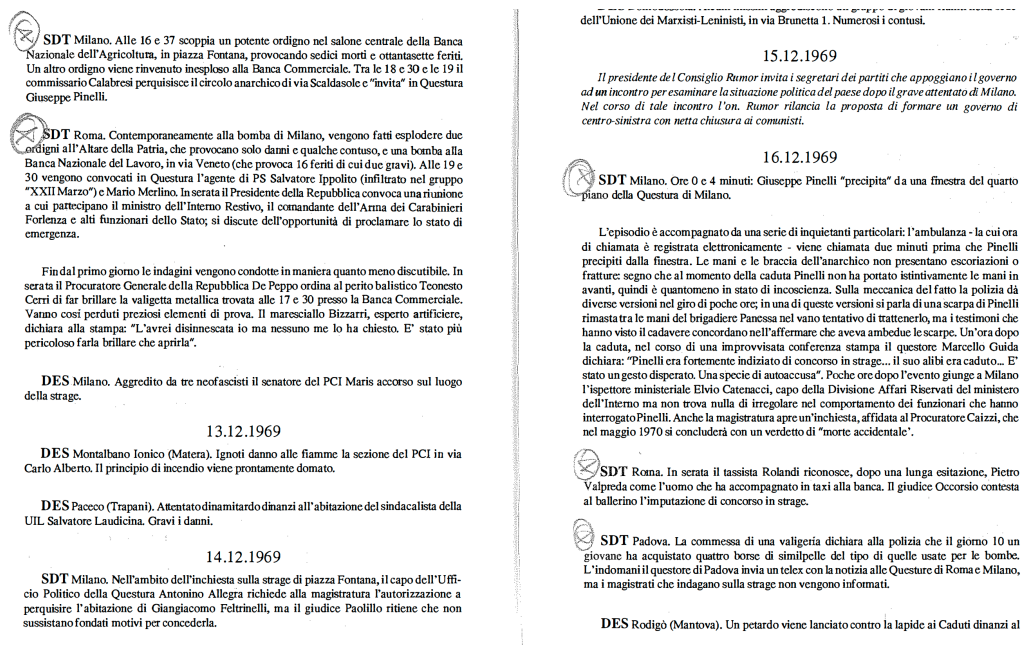 SDT Milano. Alle 16 e 37 scoppia un potente ordigno nel salone centrale della Banca
Nazionale dell'Agricoltura, in piazza Fontana, provocando sedici morti e ottantasette feriti.
Un altro ordigno viene rinvenuto inesploso alla Banca Commerciale. Tra le 18 e 30 e le 19 il
commissario Calabresi perquisisce il circolo anarchico di via Scaldasole e "invita" in Questura
Giuseppe Pinelli.
SDT Roma. Contemporaneamente alla bomba di Milano, vengono fatti esplodere due
ordigni all'Altare della Patria, che provocano solo danni e qualche contuso, e una bomba alla
Banca Nazionale del Lavoro, in via Veneto (che provoca 16 feriti di cui due gravi). Alle 19 e
30 vengono convocati in Questura l'agente di PS Salvatore Ippolito (infiltrato nel gruppo
"XXII Marzo") e Mario Merlino. In serata il Presidente della Repubblica convoca una riunione
a cui partecipano il ministro dell'Interno Restivo, il comandante dell'Arma dei Carabinieri
Forlenza e alti funzionari dello Stato; si discute dell'opportunità di proclamare lo stato di
emergenza.
Fin dal primo giorno le indagini vengono condotte in maniera quanto meno discutibile. In
serata il Procuratore Generale della Repubblica De Peppo ordina al perito balistico Teonesto
Cerri di far brillare la valigetta metallica trovata alle 17 e 30 presso la Banca Commerciale.
Vanno cosí perduti preziosi elementi di prova. Il maresciallo Bizzarri, esperto artificiere,
dichiara alla stampa: "L'avrei disinnescata io ma nessuno me lo ha chiesto. E' stato più
pericoloso farla brillare che aprirla".
DES Milano. Aggredito da tre neofascisti il senatore del PCI Maris accorso sul luogo
della strage.
13.12.1969
DES Montalbano Ionico (Matera). Ignoti danno alle fiamme la sezione del PCI in via
Carlo Alberto. Il principio di incendio viene prontamente domato.
DES Paceco (Trapani). Attentato dinamitardo dinanzi all'abitazione del sindacalista della
UIL Salvatore Laudicina. Gravi i danni.
14.12.1969
SDT Milano. Nell'ambito dell'inchiesta sulla strage di piazza Fontana, il capo dell'Uffi-
cio Politico della Questura Antonino Allegra richiede alla magistratura l'autorizzazione a
perquisire l'abitazione di Giangiacomo Feltrinelli, ma il giudice Paolillo ritiene che non
sussistano fondati motivi per concederla.
dell'Unione dei Marxisti-Leninisti, in via Brunetta 1. Numerosi i contusi.
15.12.1969
Il presidente del Consiglio Rumor invita i segretari dei partiti che appoggiano il governo
ad un incontro per esaminare la situazione politica del paese dopo il grave attentato di Milano.
Nel corso di tale incontro l'on. Rumor rilancia la proposta di formare un governo di
centro-sinistra con netta chiusura ai comunisti.
16.12.1969
SDT Milano. Ore 0 e 4 minuti: Giuseppe Pinelli "precipita" da una finestra del quarto
piano della Questura di Milano.
L'episodio è accompagnato da una serie di inquietanti particolari: l'ambulanza - la cui ora
di chiamata è registrata elettronicamente - viene chiamata due minuti prima che Pinelli
precipiti dalla finestra. Le mani e le braccia dell'anarchico non presentano escoriazioni o
fratture: segno che al momento della caduta Pinelli non ha portato istintivamente le mani in
avanti, quindi è quantomeno in stato di incoscienza. Sulla meccanica del fatto la polizia dà
diverse versioni nel giro di poche ore; in una di queste versioni si parla di una scarpa di Pinelli
rimasta tra le mani del brigadiere Panessa nel vano tentativo di trattenerlo, ma i testimoni che
hanno visto il cadavere concordano nell'affermare che aveva ambedue le scarpe. Un'ora dopo
la caduta, nel corso di una improvvisata conferenza stampa il questore Marcello Guida
dichiara: "Pinelli era fortemente indiziato di concorso in strage... il suo alibi era caduto... E'
stato un gesto disperato. Una specie di autoaccusa". Poche ore dopo l'evento giunge a Milano
l'ispettore ministeriale Elvio Catenacci, capo della Divisione Affari Riservati del ministero
dell'Interno ma non trova nulla di irregolare nel comportamento dei funzionari che hanno
interrogato Pinelli. Anche la magistratura apre un'inchiesta, affidata al Procuratore Caizzi, che
nel maggio 1970 si concluderà con un verdetto di "morte accidentale'.
SDT Roma. In serata il tassista Rolandi riconosce, dopo una lunga esitazione, Pietro
Valpreda come l'uomo che ha accompagnato in taxi alla banca. Il giudice Occorsio contesta
al ballerino l'imputazione di concorso in strage.
SDT Padova. La commessa di una valigeria dichiara alla polizia che il giorno 10 un
giovane ha acquistato quattro borse di similpelle del tipo di quelle usate per le bombe.
L'indomani il questore di Padova invia un telex con la notizia alle Questure di Roma e Milano,
ma i magistrati che indagano sulla strage non vengono informati.
DES Rodigò (Mantova). Un petardo viene lanciato contro la lapide ai Caduti dinanzi al